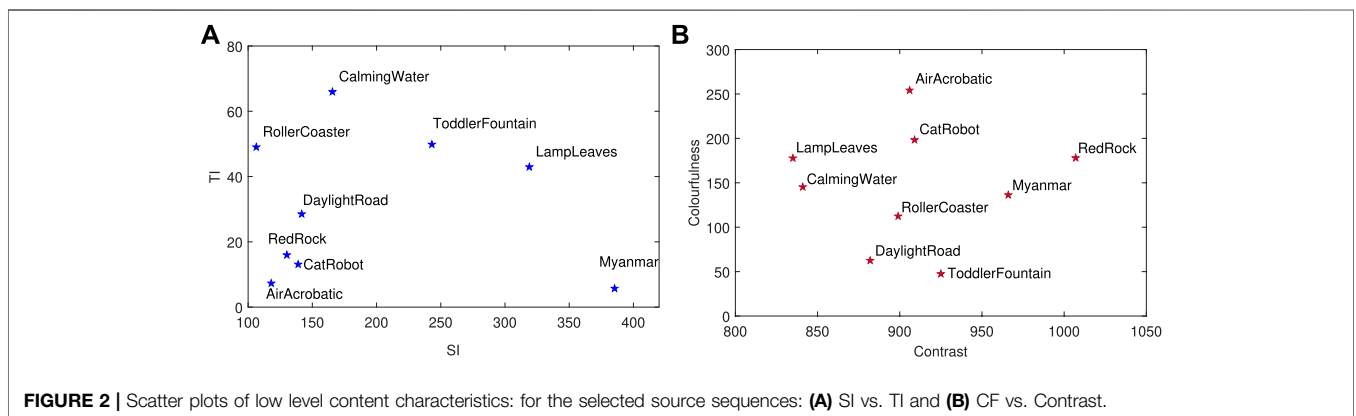 A
80
60
40
20
0
TI
CalmingWater
RollerCoaster
ToddlerFountain
LampLeaves
DaylightRoad
RedRock
CatRobot
AirAcrobatic
Myanmar
100 150 200 250 300 350 400
SI
B
300
250
200
150
100
50
0
Colourfulness
AirAcrobatic
CatRobot
LampLeaves
RedRock
CalmingWater
Myanmar
RollerCoaster
DaylightRoad
ToddlerFountain
800 850 900 950 1000 1050
Contrast
FIGURE 2 | Scatter plots of low level content characteristics: for the selected source sequences: (A) SI vs. TI and (B) CF vs. Contrast.